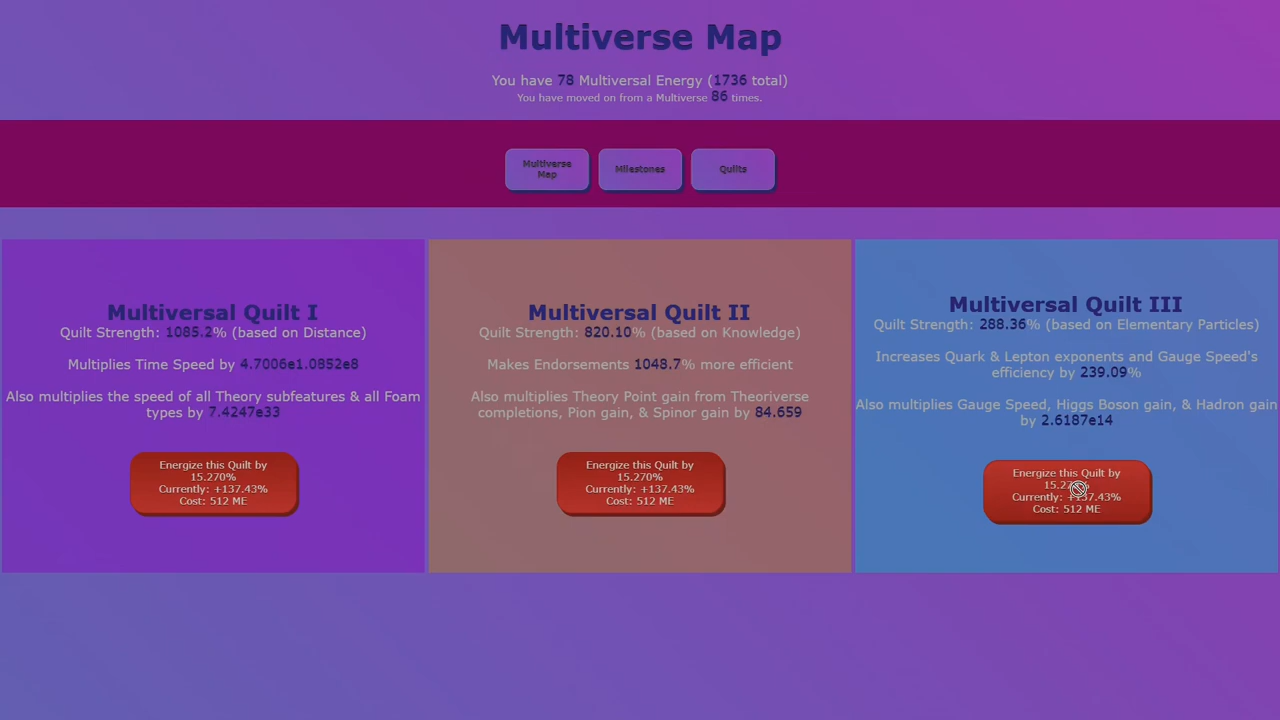 Multiverse Map
You have 78 Multiversal Energy (1736 total)
You have moved on from a Multiverse 86 times.
Multiverse
Map
Milestones
Quilts
Multiversal Quilt I
Quilt Strength: 1085.2% (based on Distance)
Multiplies Time Speed by 4.7006e1.0852e8
Also multiplies the speed of all Theory subfeatures & all Foam
types by 7.4247e33
Energize this Quilt by
15.270%
Currently: +137.43%
Cost: 512 ME
Multiversal Quilt II
Quilt Strength: 820.10% (based on Knowledge)
Makes Endorsements 1048.7% more efficient
Also multiplies Theory Point gain from Theoriverse
completions, Pion gain, & Spinor gain by 84.659
Energize this Quilt by
15.270%
Currently: +137.43%
Cost: 512 ME
Multiversal Quilt III
Quilt Strength: 288.36% (based on Elementary Particles)
Increases Quark & Lepton exponents and Gauge Speed's
efficiency by 239.09%
Also multiplies Gauge Speed, Higgs Boson gain, & Hadron gain
by 2.6187e14
Energize this Quilt by
Currently: +137.43%
Cost: 512 ME